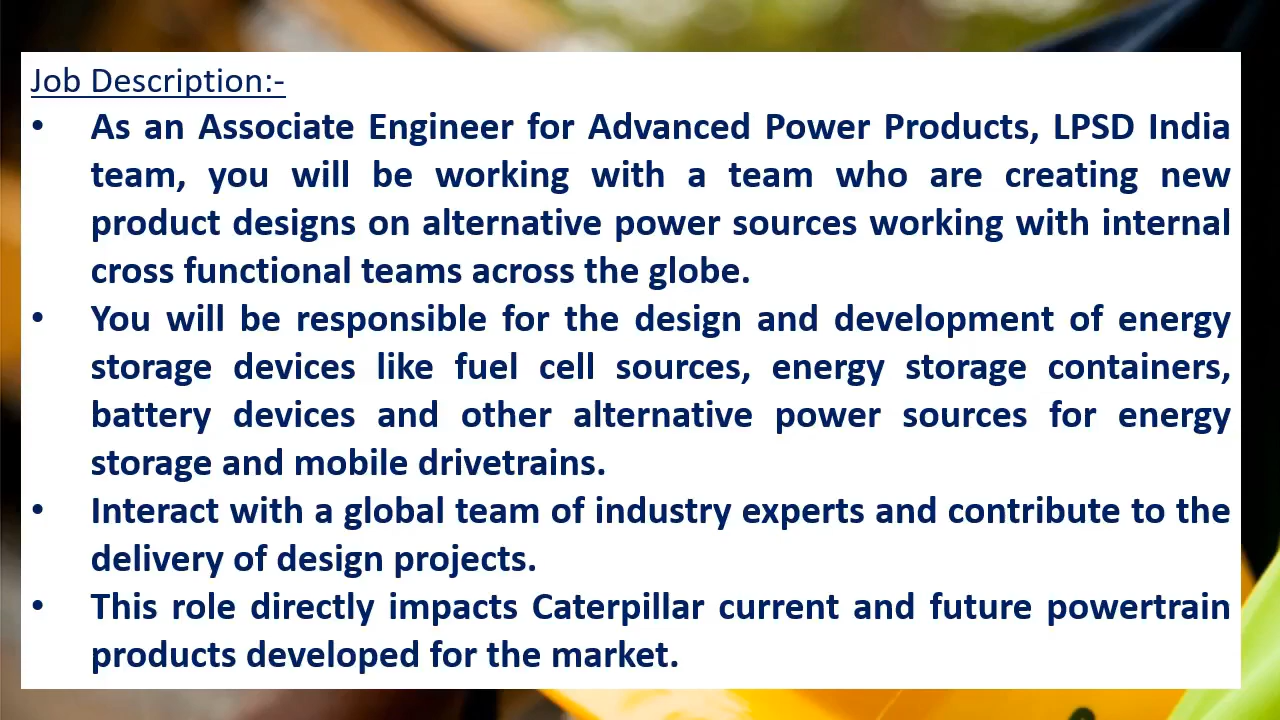 Job Description:-
• As an Associate Engineer for Advanced Power Products, LPSD India
team, you will be working with a team who are creating new
product designs on alternative power sources working with internal
cross functional teams across the globe.
• You will be responsible for the design and development of energy
storage devices like fuel cell sources, energy storage containers,
battery devices and other alternative power sources for energy
storage and mobile drivetrains.
• Interact with a global team of industry experts and contribute to the
delivery of design projects.
• This role directly impacts Caterpillar current and future powertrain
products developed for the market.